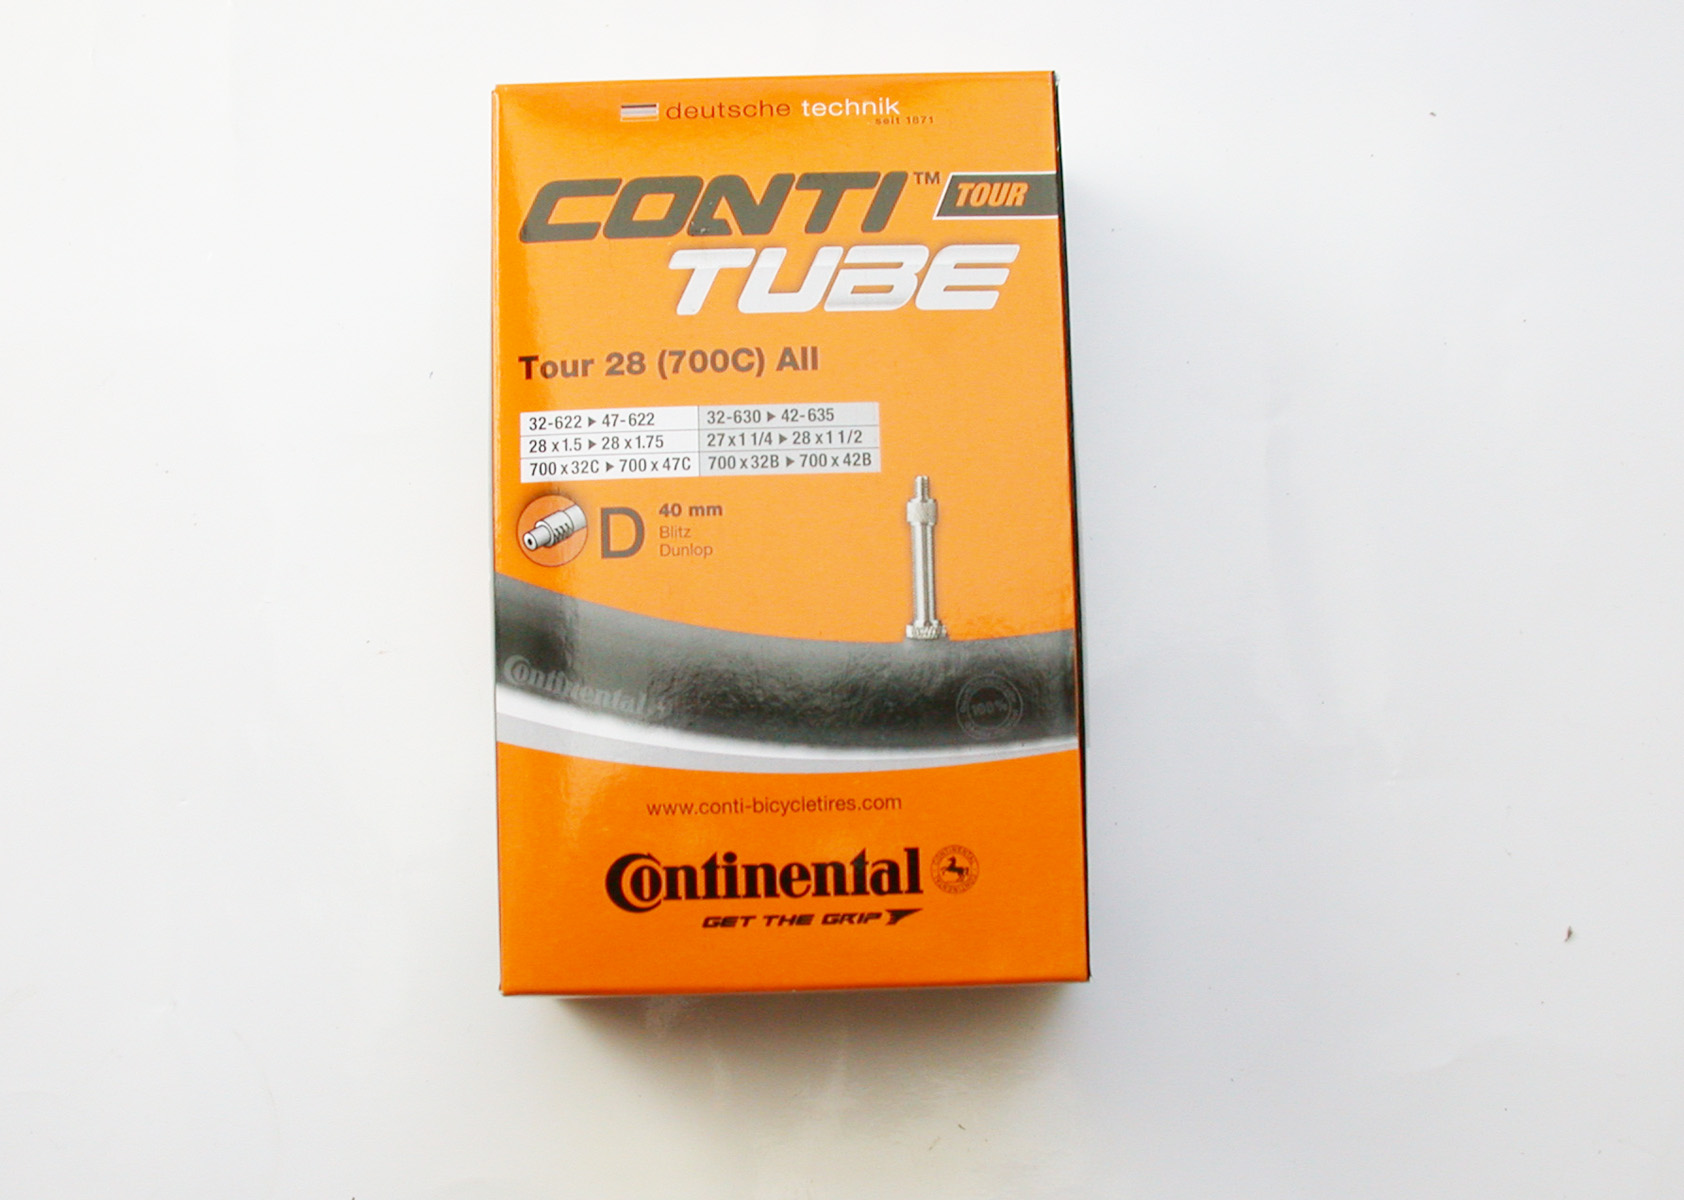 deutsche technik
seit 1871
CONTI™ TOUR
TUBE
Tour 28 (700C) All
32-622 ▸ 47-622 32-630 ▸ 42-635
28 x 1.5 ▸ 28 x 1.75 27 x 1 1/4 ▸ 28 x 1 1/2
700 x 32C ▸ 700 x 47C 700 x 32B ▸ 700 x 42B
D 40 mm
Blitz
Dunlop
Continental
100%
www.conti-bicycletires.com
Continental
GET THE GRIP